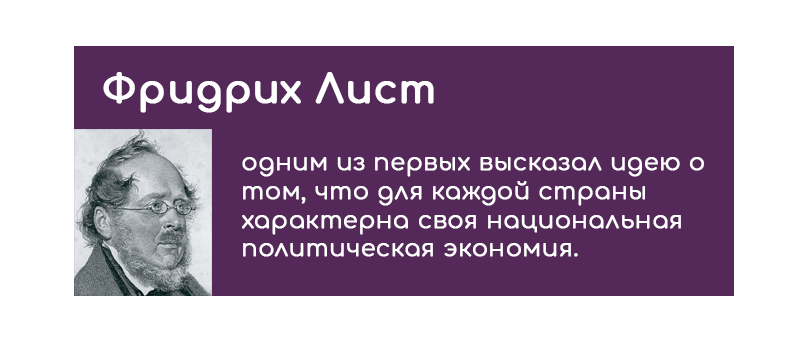 Фридрих Лист
одним из первых высказал идею о
том, что для каждой страны
характерна своя национальная
политическая экономия.